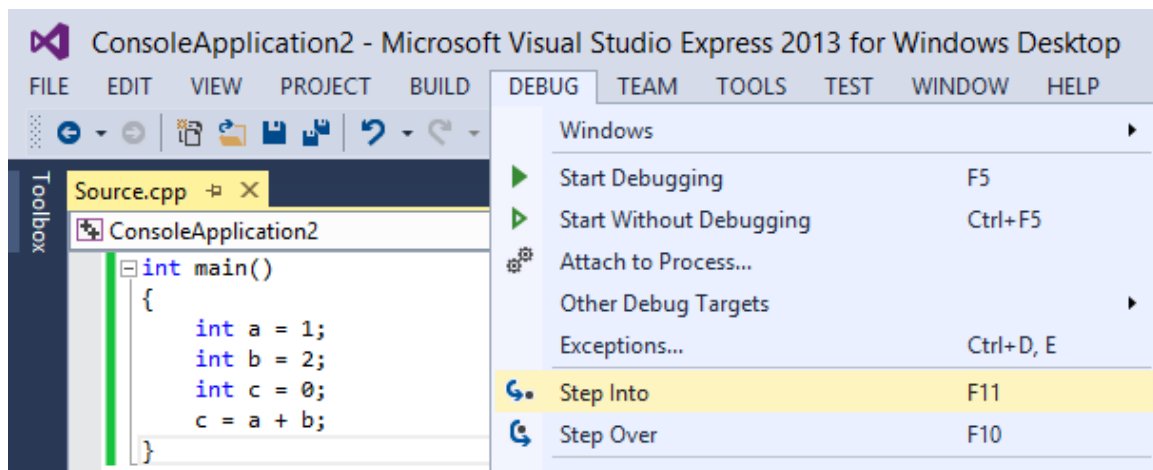 ConsoleApplication2 - Microsoft Visual Studio Express 2013 for Windows Desktop
FILE EDIT VIEW PROJECT BUILD DEBUG TEAM TOOLS TEST WINDOW HELP
Toolbox
Source.cpp
ConsoleApplication2
int main()
{
int a = 1;
int b = 2;
int c = 0;
c = a + b;
}
Windows
Start Debugging F5
Start Without Debugging Ctrl+F5
Attach to Process...
Other Debug Targets
Exceptions... Ctrl+D, E
Step Into F11
Step Over F10